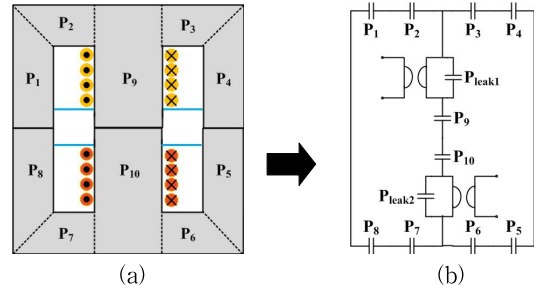 P2 P3
P1 P9 P4
P8 P10 P5
P7 P6
(a)
P1 P2 P3 P4
Pleak1
P9
P10
Pleak2
P8 P7 P6 P5
(b)